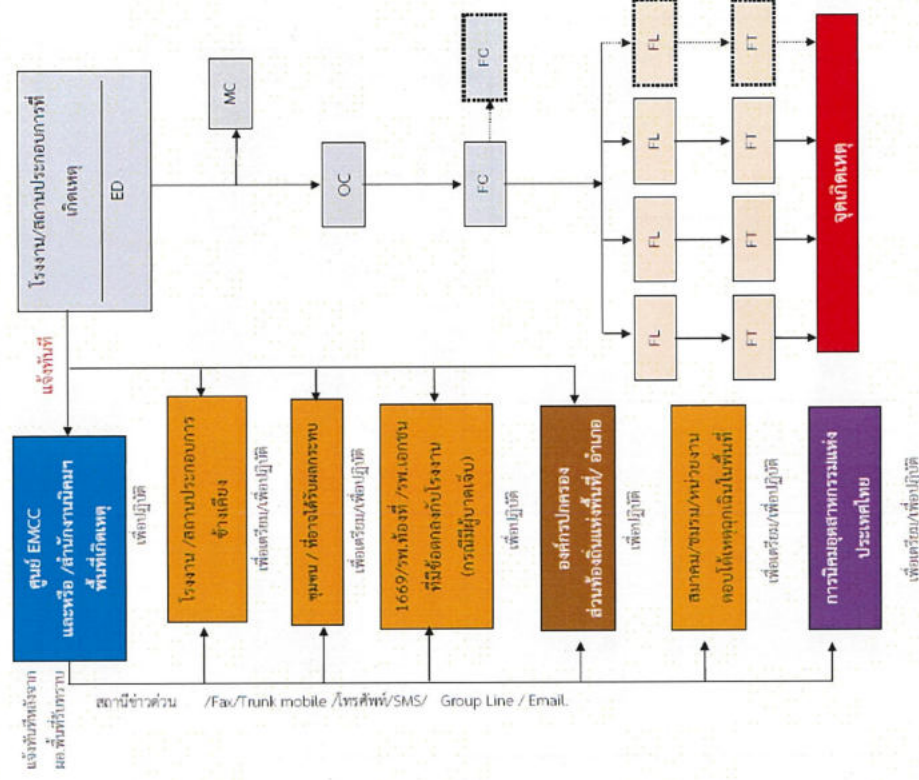 โรงงาน/สถานประกอบการที่
เกิดเหตุ
ED
MC
OC
FC
FC
FL
FL
FL
FL
FT
FT
FT
FT
จุดเกิดเหตุ
แจ้งทันที
ศูนย์ EMCC
และหรือ /สำนักงานนิคมฯ
พื้นที่เกิดเหตุ
เพื่อปฏิบัติ
โรงงาน /สถานประกอบการ
ข้างเคียง
เพื่อเตรียม/เพื่อปฏิบัติ
ชุมชน / ที่อาจได้รับผลกระทบ
เพื่อเตรียม/เพื่อปฏิบัติ
1669/รพ.ท้องที่ /รพ.เอกชน
ที่มีข้อตกลงกับโรงงาน
(กรณีมีผู้บาดเจ็บ)
เพื่อปฏิบัติ
องค์กรปกครอง
ส่วนท้องถิ่นแห่งพื้นที่/ อำเภอ
เพื่อปฏิบัติ
สมาคม/ชมรม/หน่วยงาน
ตอบโต้เหตุฉุกเฉินในพื้นที่
เพื่อเตรียม/เพื่อปฏิบัติ
การนิคมอุตสาหกรรมแห่ง
ประเทศไทย
เพื่อเตรียม/เพื่อปฏิบัติ
แจ้งทันทีหลังจาก
ผอ.พื้นที่รับทราบ
สถานีข่าวด่วน /Fax/Trunk mobile /โทรศัพท์/SMS/ Group Line / Email.